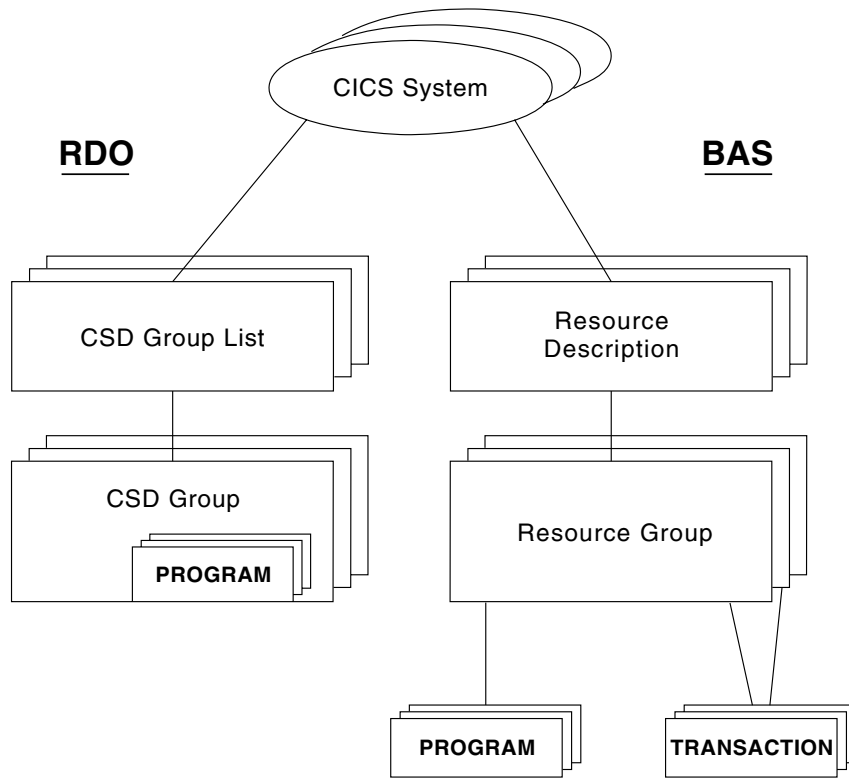 CICS System
RDO
BAS
CSD Group List
Resource
Description
CSD Group
PROGRAM
Resource Group
PROGRAM
TRANSACTION